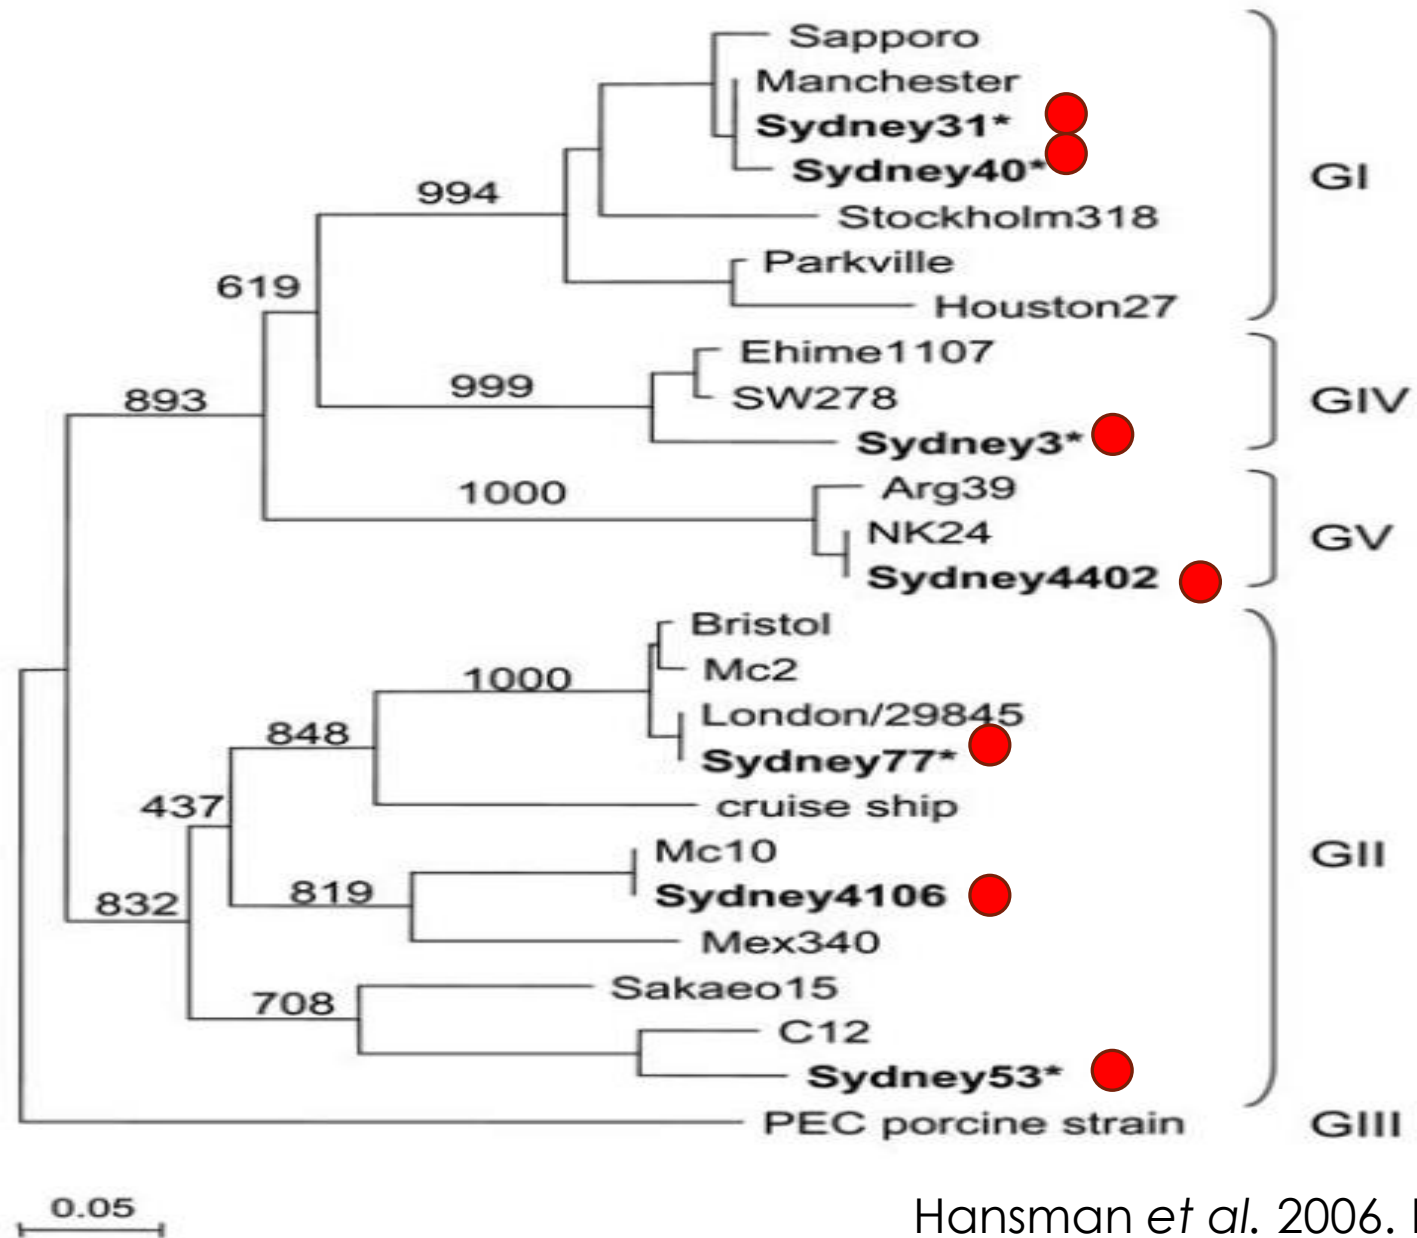 Sapporo
Manchester
Sydney31*
994
Sydney40*
GI
Stockholm318
Parkville
619
Houston27
Ehime1107
999
SW278
893
GIV
Sydney3*
1000
Arg39
NK24
GV
Sydney4402
Bristol
1000
Mc2
London/29845
848
Sydney77*
437
cruise ship
Mc10
GII
819
Sydney4106
832
Mex340
Sakaeo15
708
C12
Sydney53*
PEC porcine strain
GIII
0.05
Hansman et al. 2006.